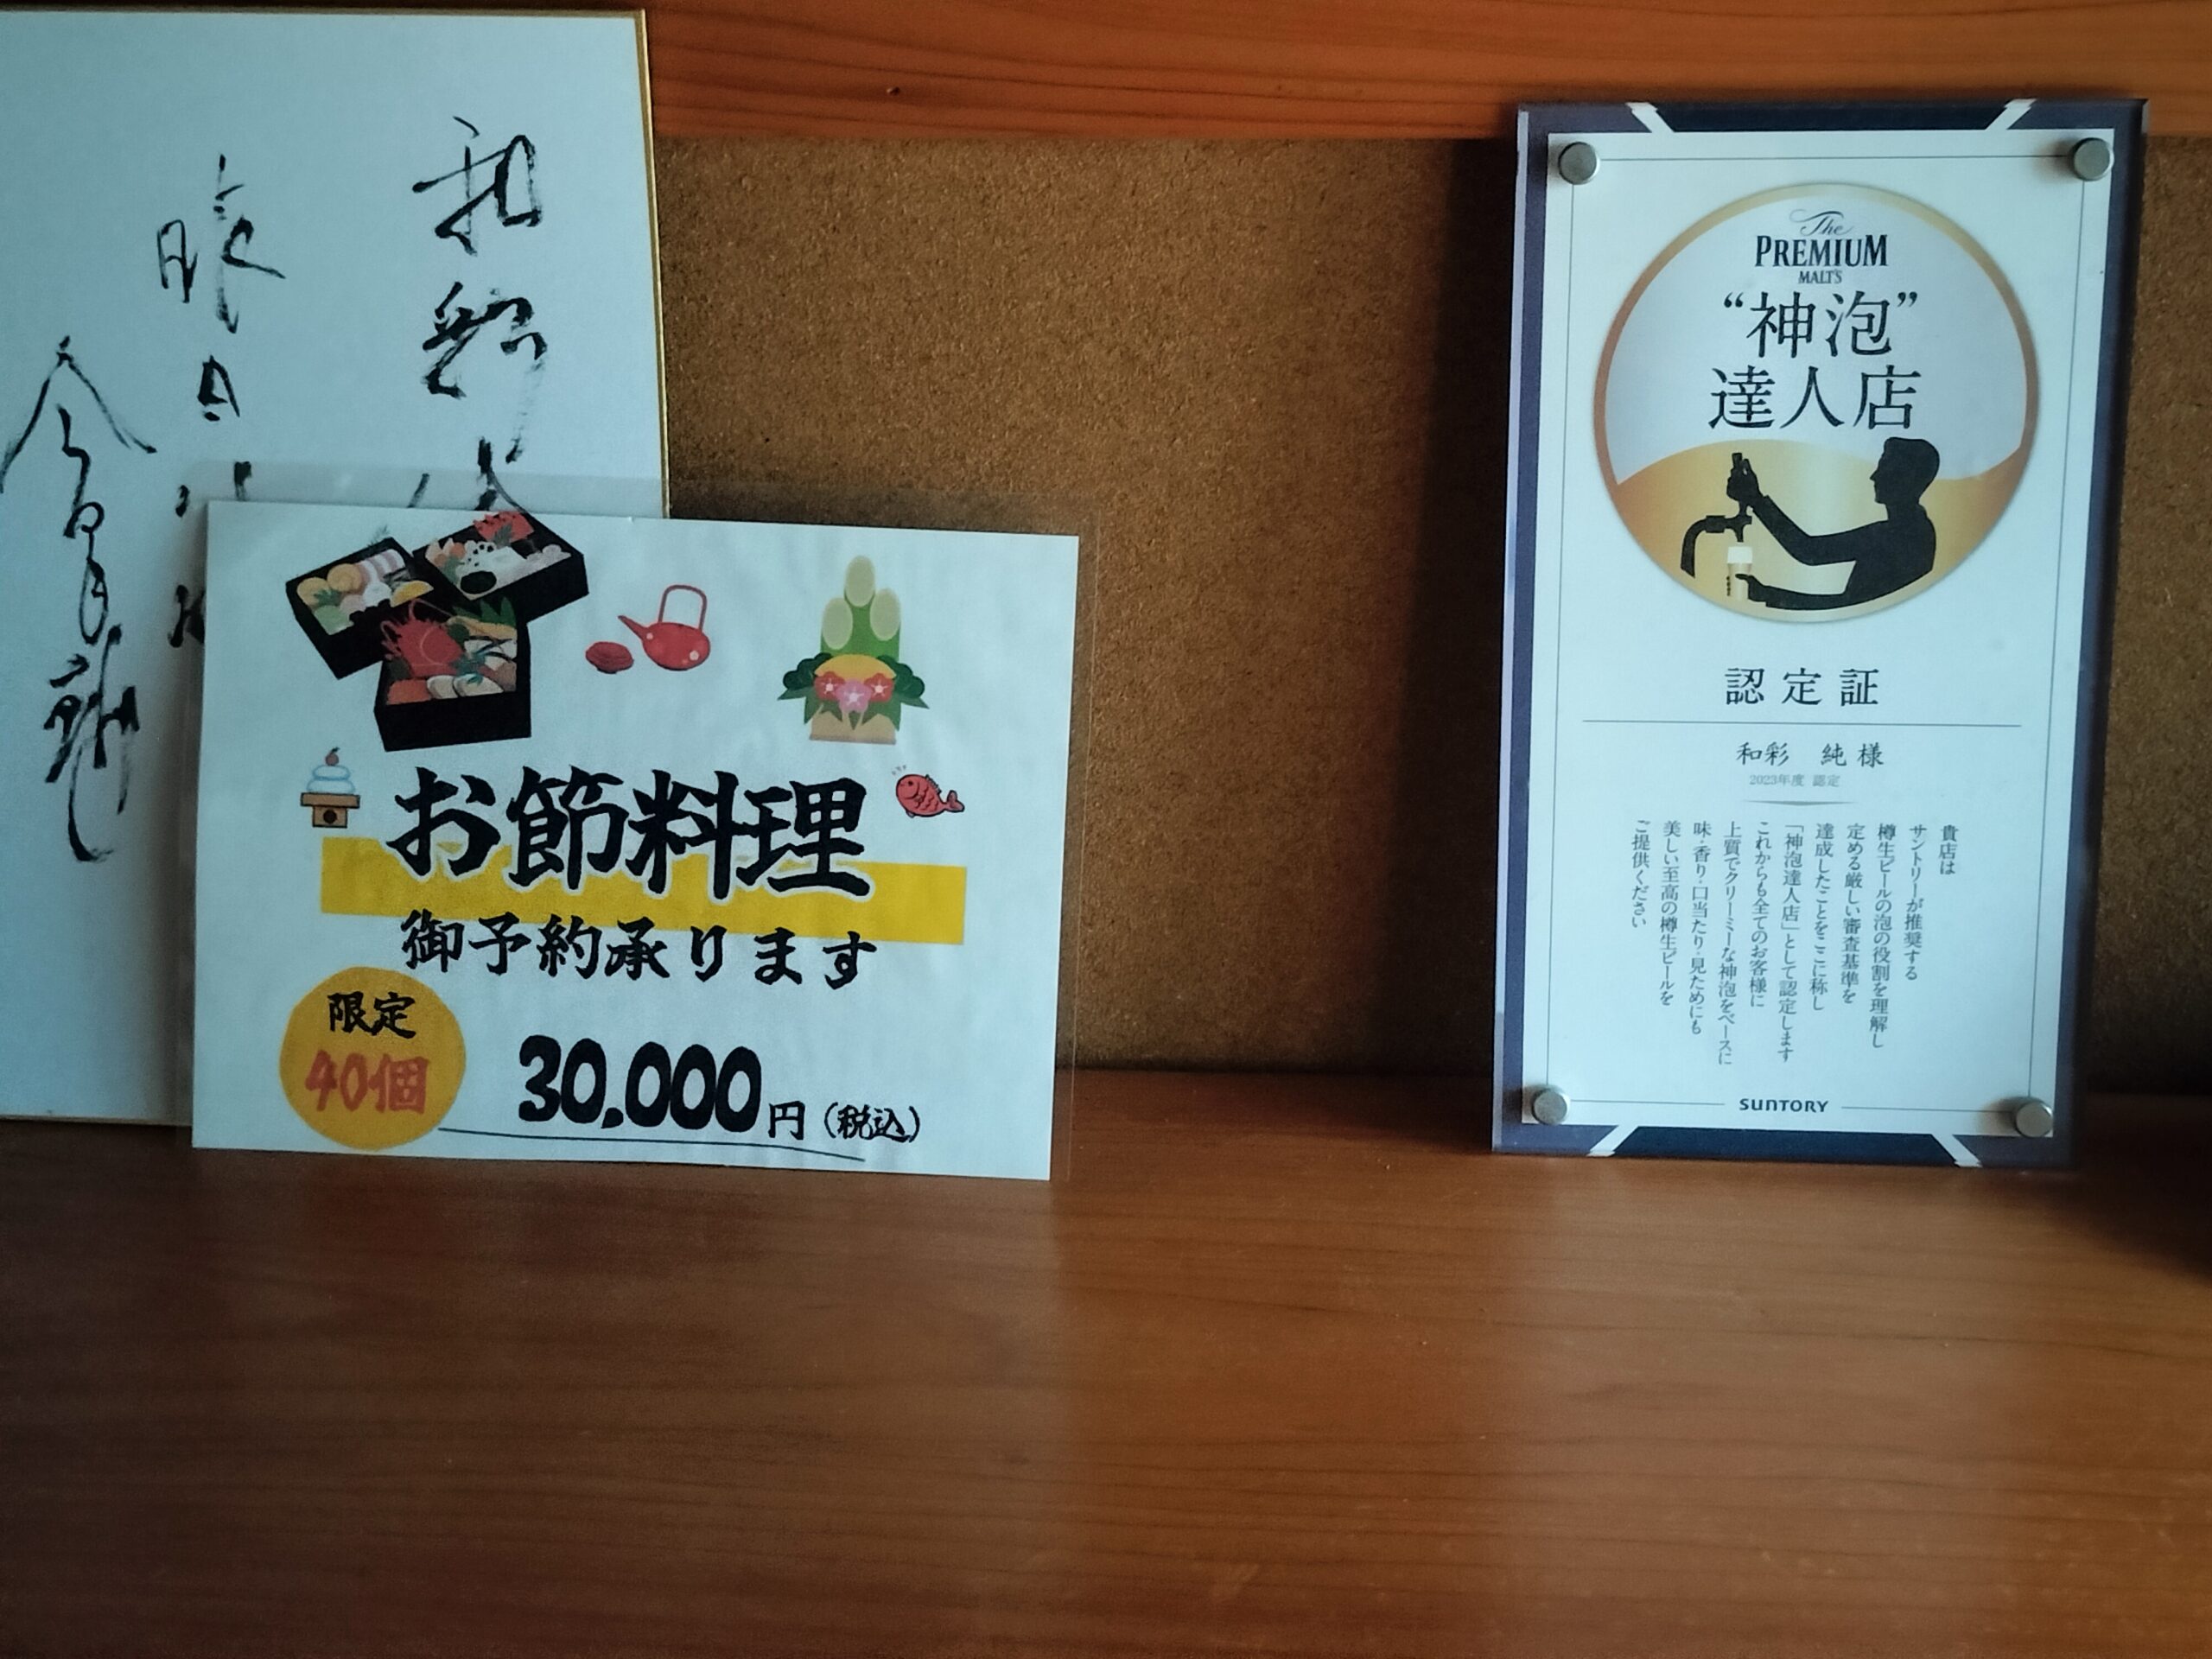 お節料理
御予約承ります
限定
40個
30,000円(税込)
The
PREMIUM
MALT'S
“神泡”
達人店
認定証
和彩 純 様
2023年度 認定
貴店は
サントリーが推奨する
樽生ビールの泡の役割を理解し
定める厳しい審査基準を
達成したことをここに称し
「神泡達人店」として認定します
これからも全てのお客様に
上質でクリーミーな神泡をベースに
味・香り・口当たり・見ためにも
美しい至高の樽生ビールを
ご提供ください
SUNTORY